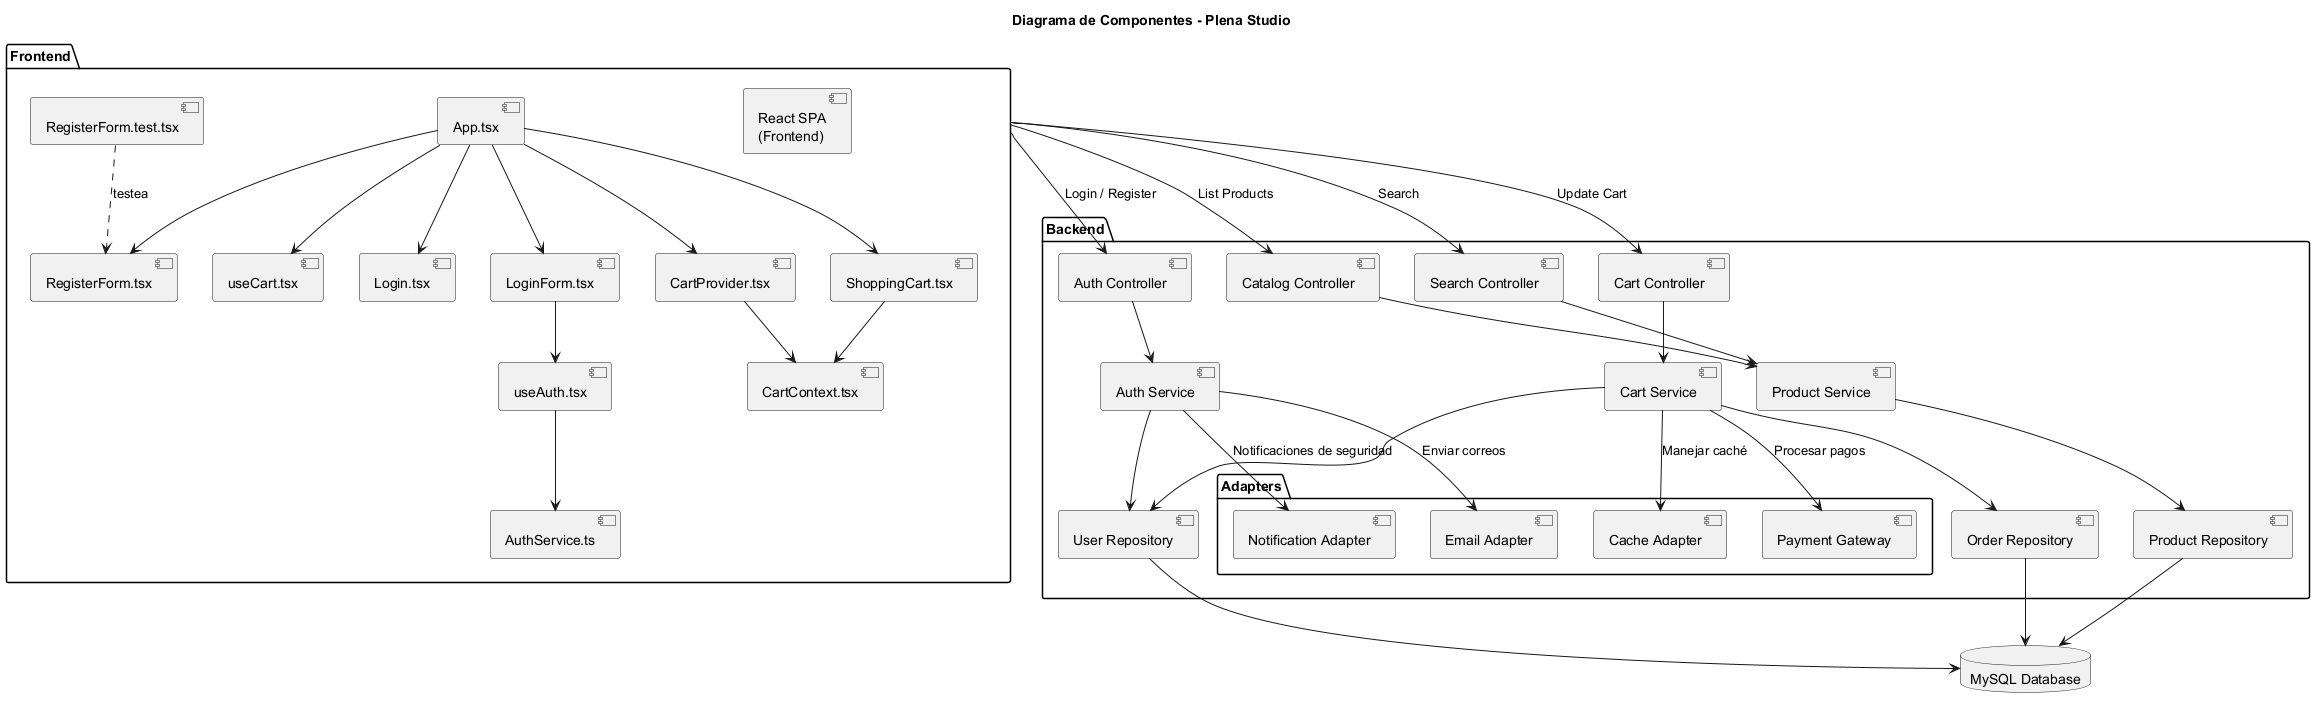 Diagrama de Componentes - Plena Studio
Frontend
RegisterForm.test.tsx
App.tsx
React SPA
(Frontend)
testea
RegisterForm.tsx
useCart.tsx
Login.tsx
LoginForm.tsx
CartProvider.tsx
ShoppingCart.tsx
useAuth.tsx
CartContext.tsx
AuthService.ts
Login / Register
List Products
Search
Update Cart
Backend
Auth Controller
Catalog Controller
Search Controller
Cart Controller
Auth Service
Cart Service
Product Service
Notificaciones de seguridad
Enviar correos
Manejar caché
Procesar pagos
Adapters
User Repository
Notification Adapter
Email Adapter
Cache Adapter
Payment Gateway
Order Repository
Product Repository
MySQL Database